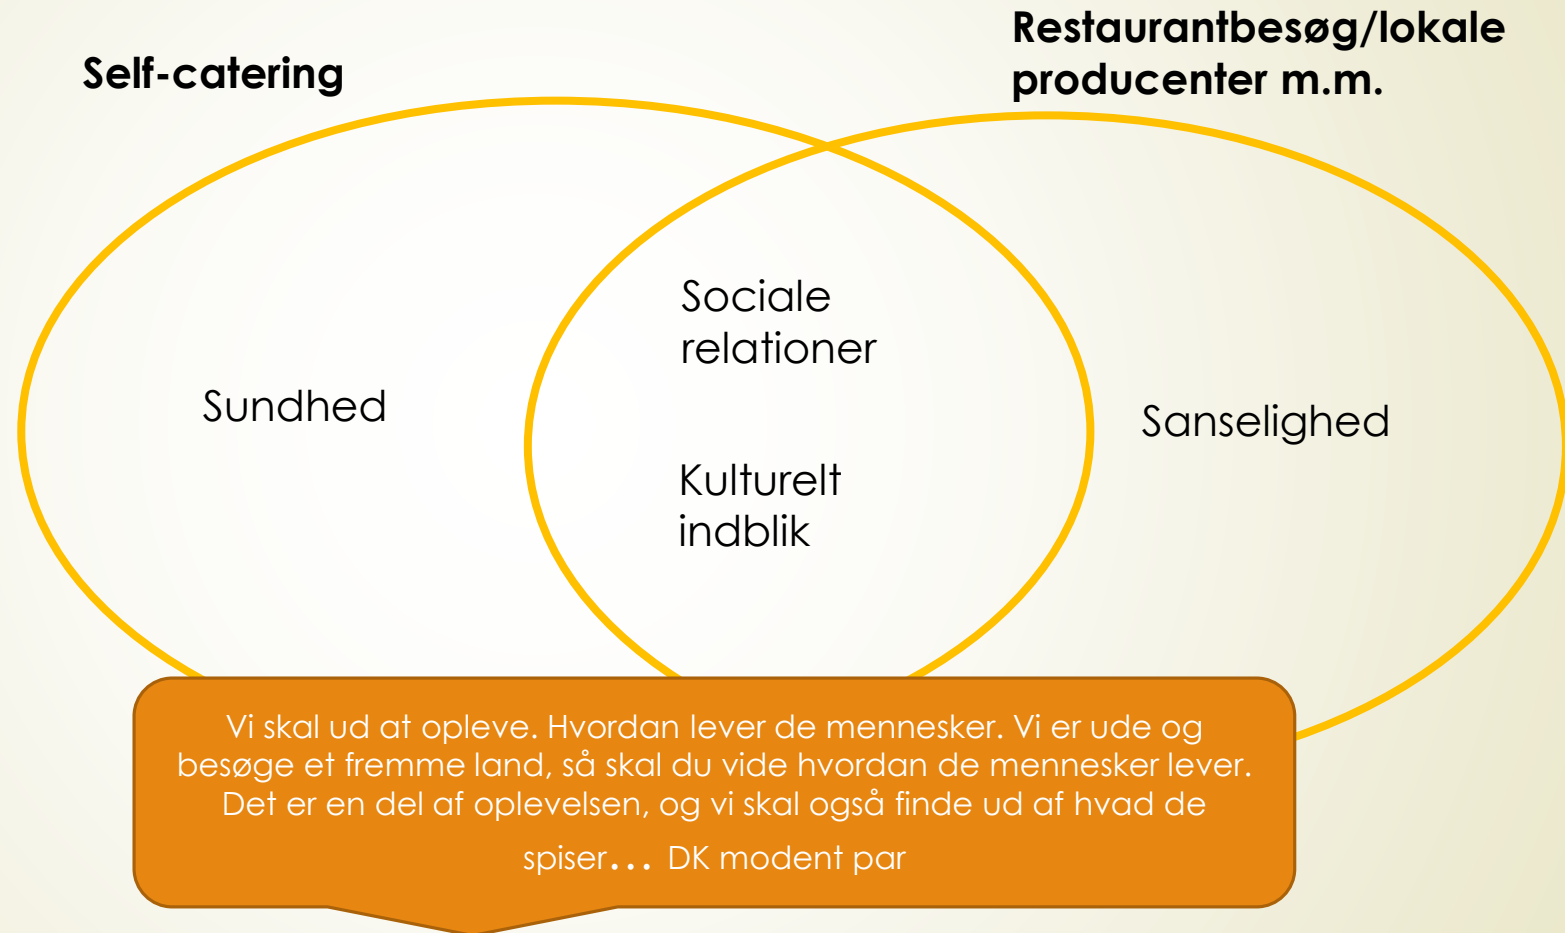 Self-catering
Restaurantbesøg/lokale
producenter m.m.
Sundhed
Sociale
relationer
Kulturelt
indblik
Sanselighed
Vi skal ud at opleve. Hvordan lever de mennesker. Vi er ude og
besøge et fremme land, så skal du vide hvordan de mennesker lever.
Det er en del af oplevelsen, og vi skal også finde ud af hvad de
spiser... DK modent par